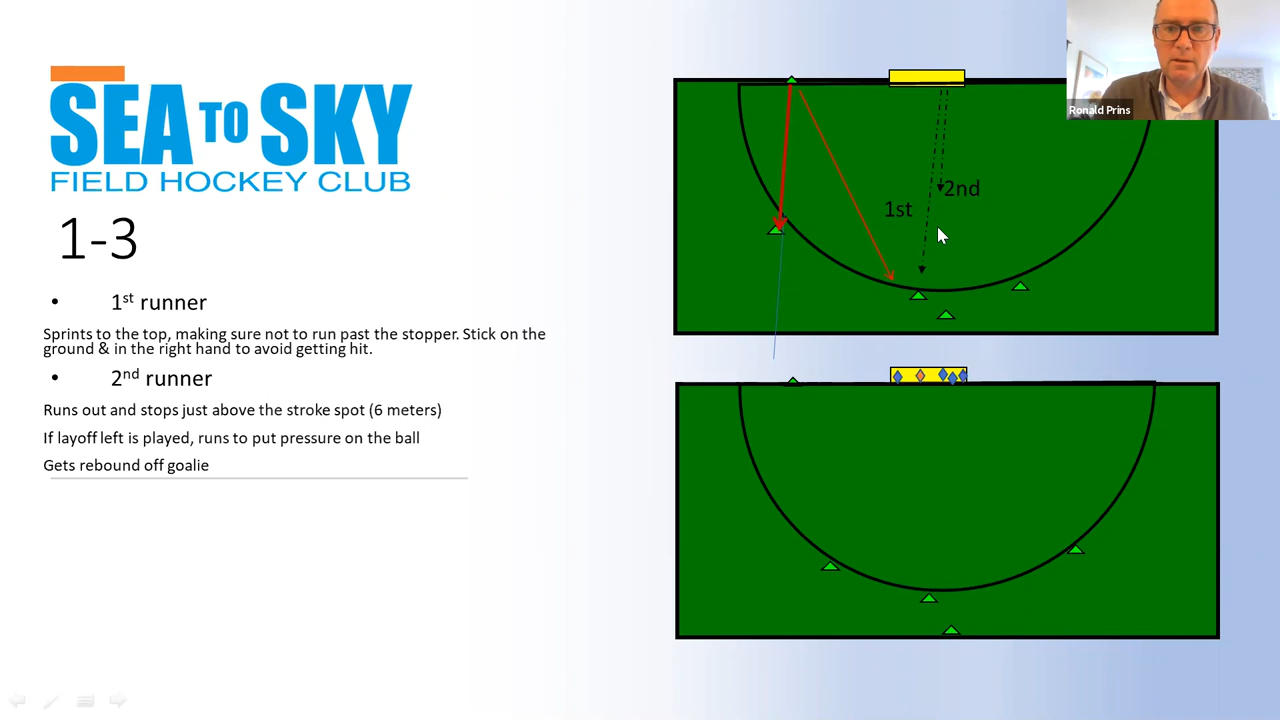 SEA TO SKY
FIELD HOCKEY CLUB
1-3
• 1st runner
Sprints to the top, making sure not to run past the stopper. Stick on the
ground & in the right hand to avoid getting hit.
• 2nd runner
Runs out and stops just above the stroke spot (6 meters)
If layoff left is played, runs to put pressure on the ball
Gets rebound off goalie
Ronald Prins
2nd
1st